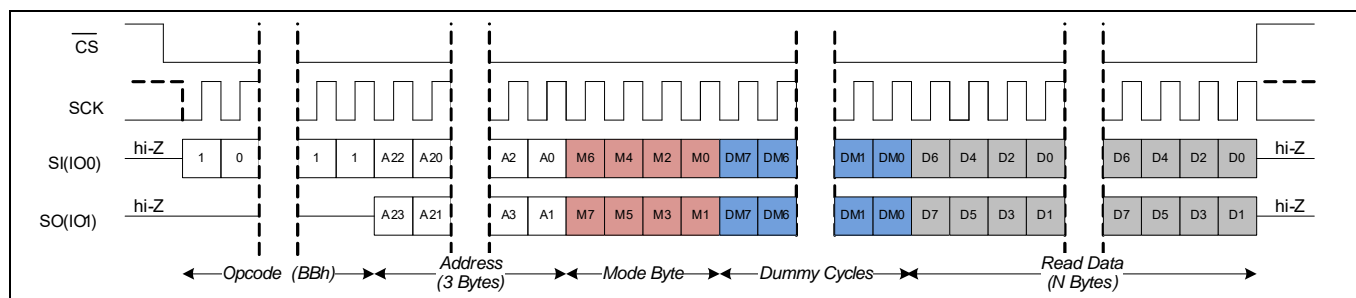 CS
SCK
hi-Z
SI(IO0)
1 0 1 1 A22 A20 A2 A0 M6 M4 M2 M0 DM7 DM6 DM1 DM0 D6 D4 D2 D0 D6 D4 D2 D0
hi-Z
hi-Z
SO(IO1)
A23 A21 A3 A1 M7 M5 M3 M1 DM7 DM6 DM1 DM0 D7 D5 D3 D1 D7 D5 D3 D1
hi-Z
Opcode (BBh)
Address
(3 Bytes)
Mode Byte
Dummy Cycles
Read Data
(N Bytes)